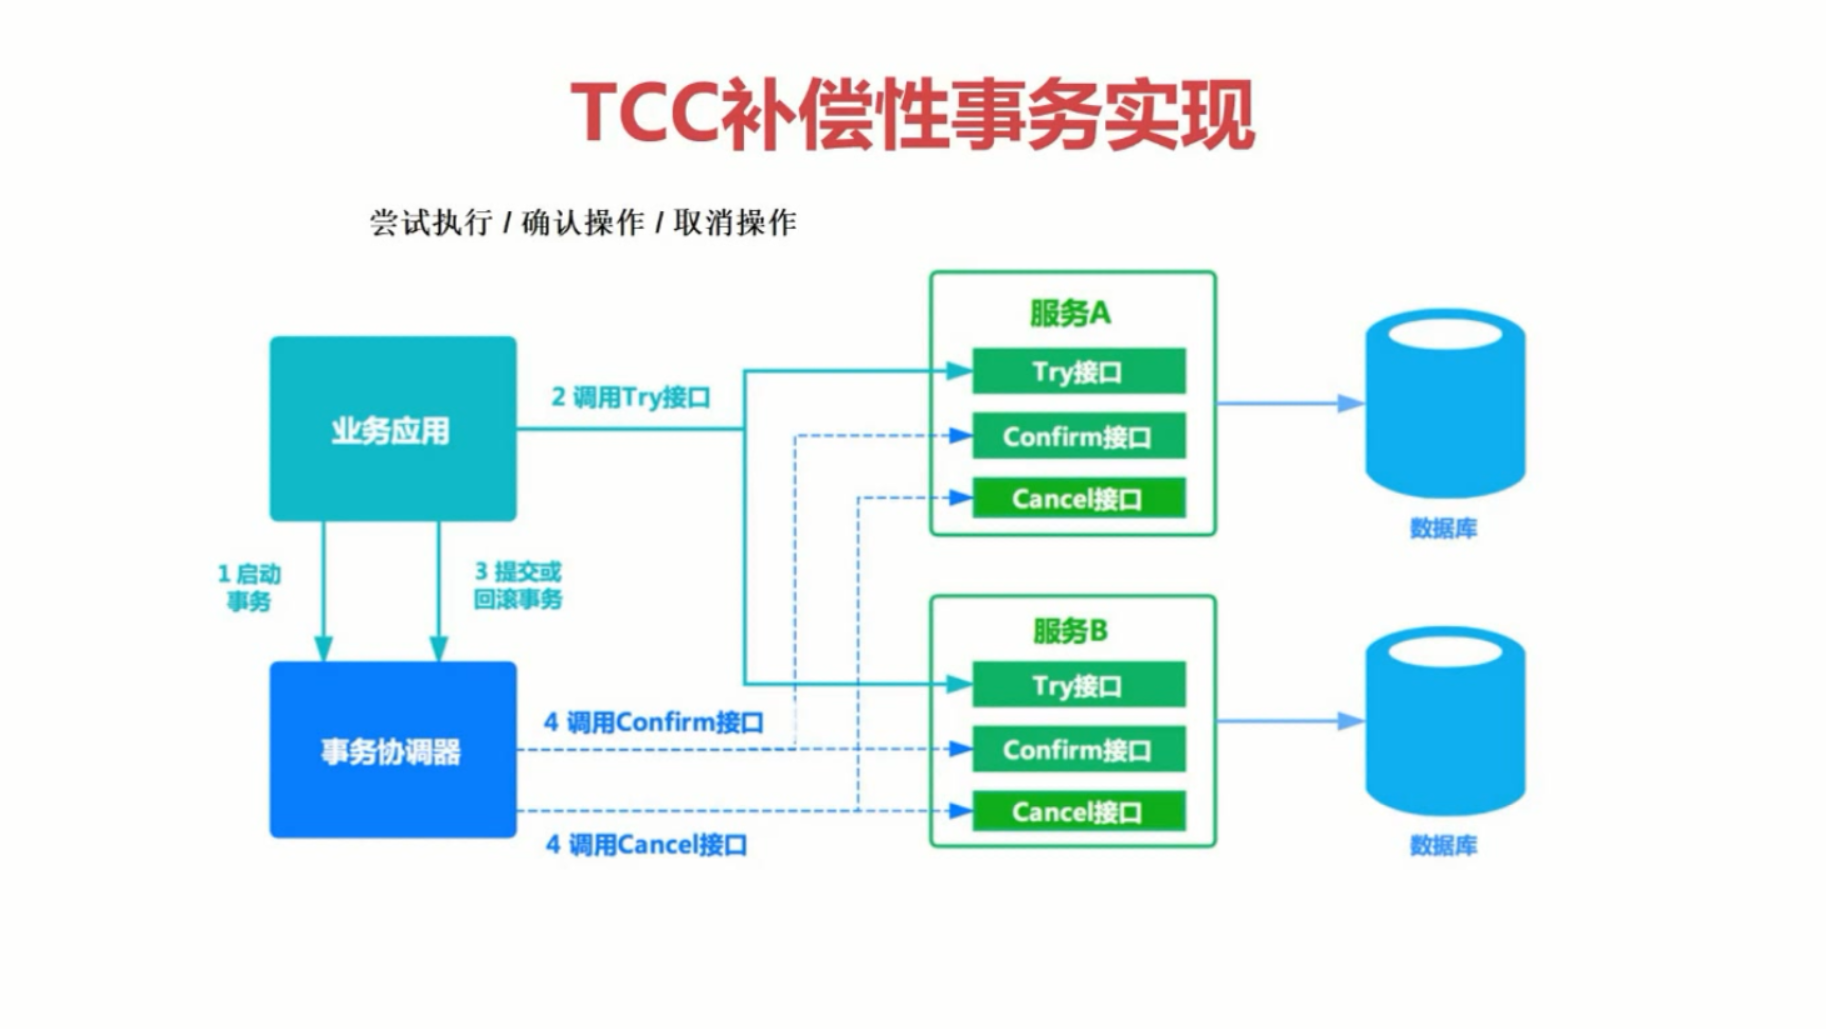 TCC补偿性事务实现
尝试执行 / 确认操作 / 取消操作
业务应用
1 启动
事务
3 提交或
回滚事务
事务协调器
2 调用Try接口
4 调用Confirm接口
4 调用Cancel接口
服务A
Try接口
Confirm接口
Cancel接口
数据库
服务B
Try接口
Confirm接口
Cancel接口
数据库